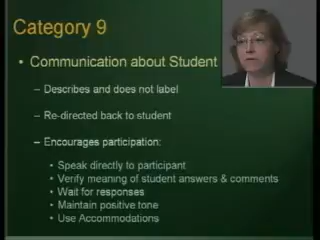 Category 9
• Communication about Student
– Describes and does not label
– Re-directed back to student
– Encourages participation:
• Speak directly to participant
• Verify meaning of student answers & comments
• Wait for responses
• Maintain positive tone
• Use Accommodations